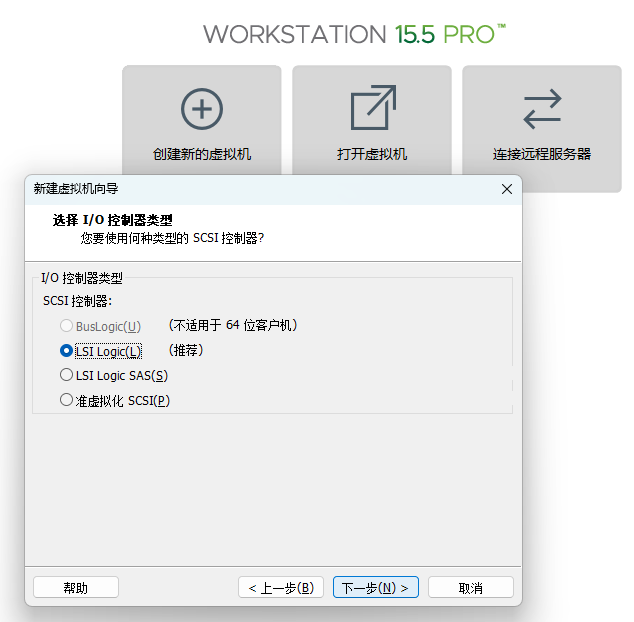 WORKSTATION 15.5 PRO™
创建新的虚拟机
打开虚拟机
连接远程服务器
新建虚拟机向导
选择 I/O 控制器类型
您要使用何种类型的 SCSI 控制器?
I/O 控制器类型
SCSI 控制器:
BusLogic(U) (不适用于 64 位客户机)
LSI Logic(L) (推荐)
LSI Logic SAS(S)
准虚拟化 SCSI(P)
帮助
< 上一步(B)
下一步(N) >
取消